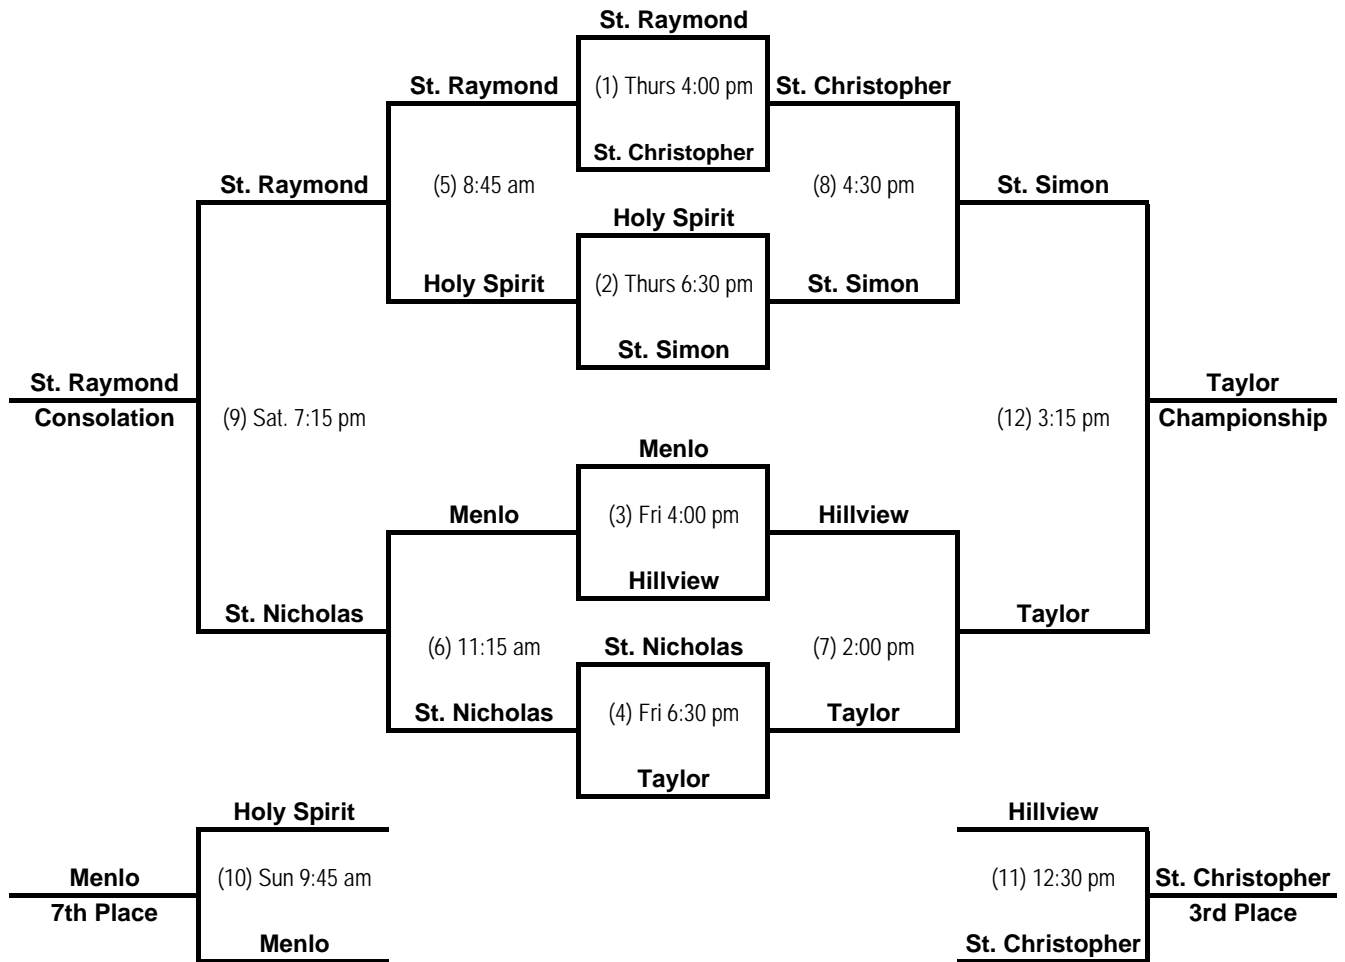 St. Raymond
St. Raymond
(1) Thurs 4:00 pm
St. Christopher
St. Christopher
St. Raymond
(5) 8:45 am
(8) 4:30 pm
St. Simon
Holy Spirit
Holy Spirit
(2) Thurs 6:30 pm
St. Simon
St. Simon
St. Raymond
Consolation
(9) Sat. 7:15 pm
(12) 3:15 pm
Taylor
Championship
Menlo
Menlo
(3) Fri 4:00 pm
Hillview
Hillview
St. Nicholas
Taylor
(6) 11:15 am
St. Nicholas
(7) 2:00 pm
St. Nicholas
(4) Fri 6:30 pm
Taylor
Taylor
Holy Spirit
Hillview
Menlo
7th Place
(10) Sun 9:45 am
(11) 12:30 pm
St. Christopher
3rd Place
Menlo
St. Christopher